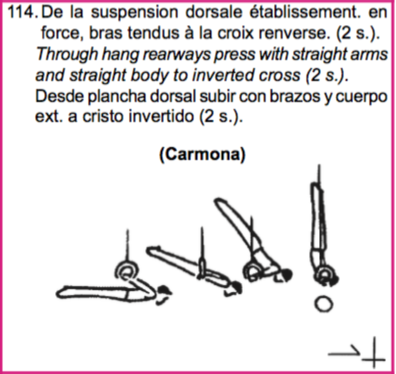 114. De la suspension dorsale établissement. en
force, bras tendus à la croix renverse. (2 s.).
Through hang rearways press with straight arms
and straight body to inverted cross (2 s.).
Desde plancha dorsal subir con brazos y cuerpo
ext. a cristo invertido (2 s.).
(Carmona)